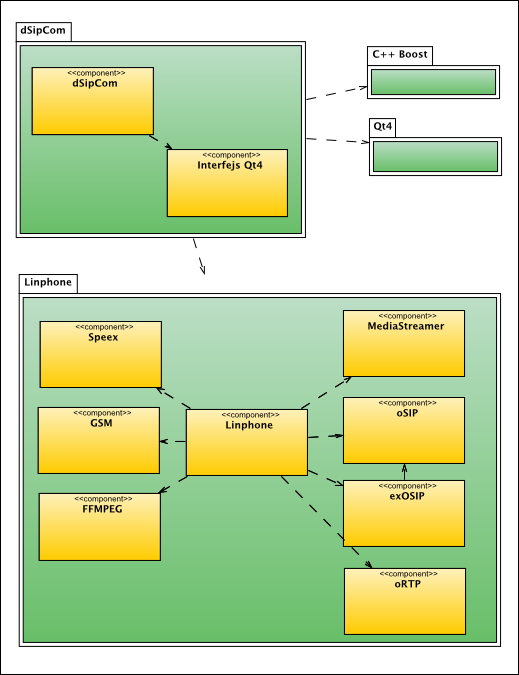 dSipCom
<<component>>
dSipCom
<<component>>
Interfejs Qt4
C++ Boost
Qt4
Linphone
<<component>>
Speex
<<component>>
GSM
<<component>>
FFMPEG
<<component>>
Linphone
<<component>>
MediaStreamer
<<component>>
oSIP
<<component>>
exOSIP
<<component>>
oRTP